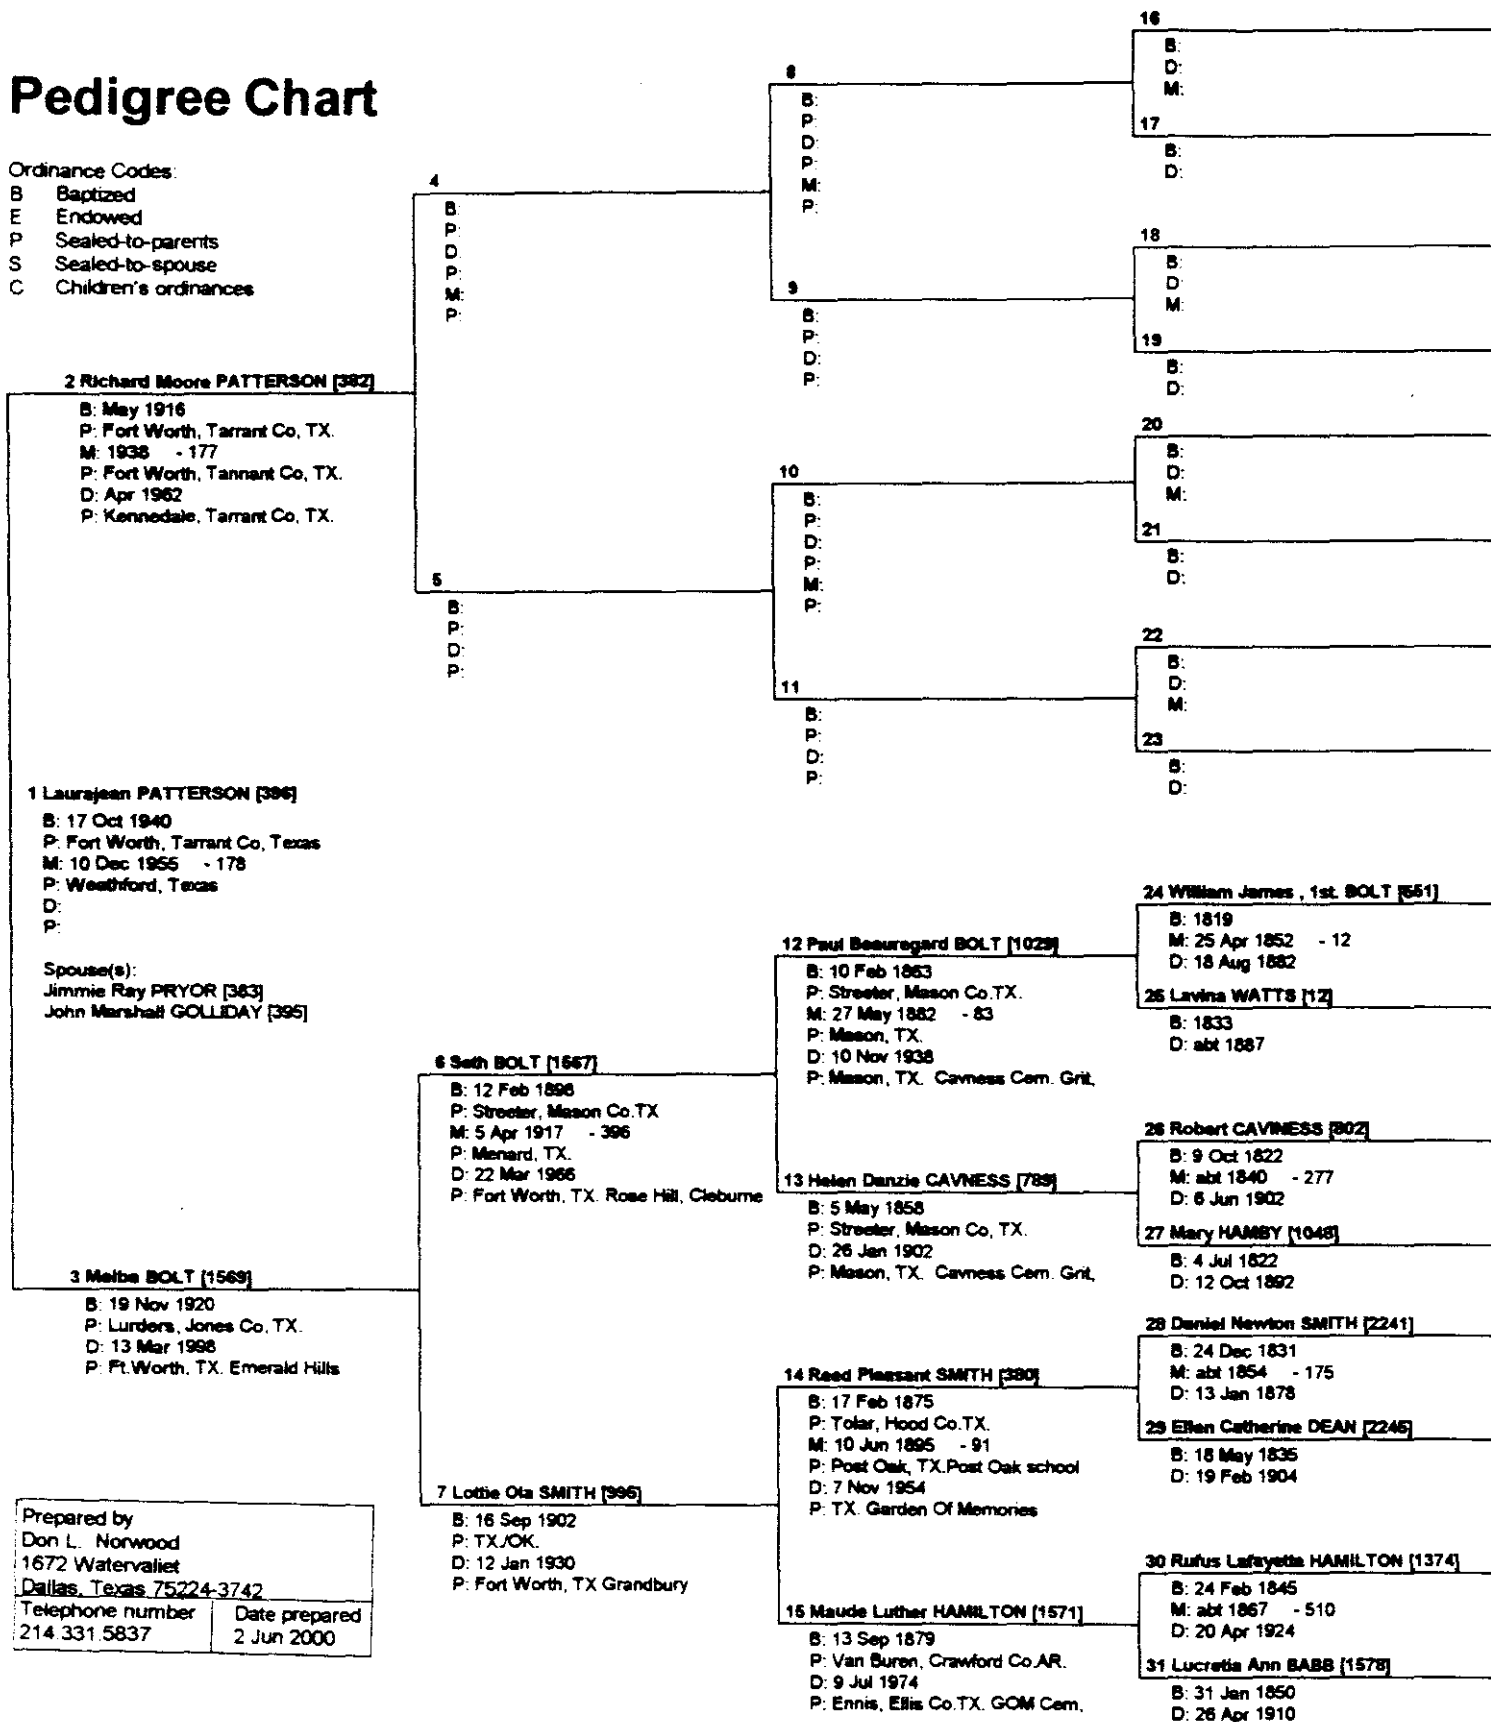 Pedigree Chart
Ordinance Codes:
B Baptized
E Endowed
P Sealed-to-parents
S Sealed-to-spouse
C Children's ordinances
2 Richard Moore PATTERSON [382]
B: May 1916
P: Fort Worth, Tarrant Co, TX.
M: 1938 - 177
P: Fort Worth, Tannant Co, TX.
D: Apr 1962
P: Kennedale, Tarrant Co, TX.
1 Laurajean PATTERSON [396]
B: 17 Oct 1940
P: Fort Worth, Tarrant Co, Texas
M: 10 Dec 1955 - 178
P: Weathford, Texas
D:
P:
Spouse(s):
Jimmie Ray PRYOR [383]
John Marshall GOLLIDAY [395]
3 Melba BOLT [1569]
B: 19 Nov 1920
P: Lurders, Jones Co, TX.
D: 13 Mar 1998
P: Ft.Worth, TX. Emerald Hills
Prepared by
Don L. Norwood
1672 Watervaliet
Dallas, Texas 75224-3742
Telephone number
214.331.5837
Date prepared
2 Jun 2000
4
B:
P:
D:
P:
M:
P:
5
B:
P:
D:
P:
6 Seth BOLT [1567]
B: 12 Feb 1898
P: Streeter, Mason Co.TX
M: 5 Apr 1917 - 396
P: Menard, TX.
D: 22 Mar 1966
P: Fort Worth, TX. Rose Hill, Cleburne
7 Lottie Ola SMITH [995]
B: 16 Sep 1902
P: TX./OK.
D: 12 Jan 1930
P: Fort Worth, TX Grandbury
8
B:
P:
D:
P:
M:
P:
9
B:
P:
D:
P:
10
B:
P:
D:
P:
M:
P:
11
B:
P:
D:
P:
12 Paul Beauregard BOLT [1029]
B: 10 Feb 1863
P: Streeter, Mason Co.TX.
M: 27 May 1882 - 83
P: Mason, TX.
D: 10 Nov 1938
P: Mason, TX. Cavness Cem. Grit,
13 Helen Danzie CAVNESS [789]
B: 5 May 1858
P: Streeter, Mason Co, TX.
D: 26 Jan 1902
P: Mason, TX. Cavness Cem. Grit,
14 Reed Pleasant SMITH [380]
B: 17 Feb 1875
P: Tolar, Hood Co.TX.
M: 10 Jun 1895 - 91
P: Post Oak, TX.Post Oak school
D: 7 Nov 1954
P: TX. Garden Of Memories
15 Maude Luther HAMILTON [1571]
B: 13 Sep 1879
P: Van Buren, Crawford Co.AR.
D: 9 Jul 1974
P: Ennis, Ellis Co.TX. GOM Cem,
16
B:
D:
M:
17
B:
D:
18
B:
D:
M:
19
B:
D:
20
B:
D:
M:
21
B:
D:
22
B:
D:
M:
23
B:
D:
24 William James , 1st. BOLT [551]
B: 1819
M: 25 Apr 1852 - 12
D: 18 Aug 1882
25 Lavina WATTS [12]
B: 1833
D: abt 1887
26 Robert CAVINESS [802]
B: 9 Oct 1822
M: abt 1840 - 277
D: 6 Jun 1902
27 Mary HAMBY [1048]
B: 4 Jul 1822
D: 12 Oct 1892
28 Daniel Newton SMITH [2241]
B: 24 Dec 1831
M: abt 1854 - 175
D: 13 Jan 1878
29 Ellen Catherine DEAN [2245]
B: 18 May 1835
D: 19 Feb 1904
30 Rufus Lafayette HAMILTON [1374]
B: 24 Feb 1845
M: abt 1867 - 510
D: 20 Apr 1924
31 Lucretia Ann BABB [1578]
B: 31 Jan 1850
D: 26 Apr 1910